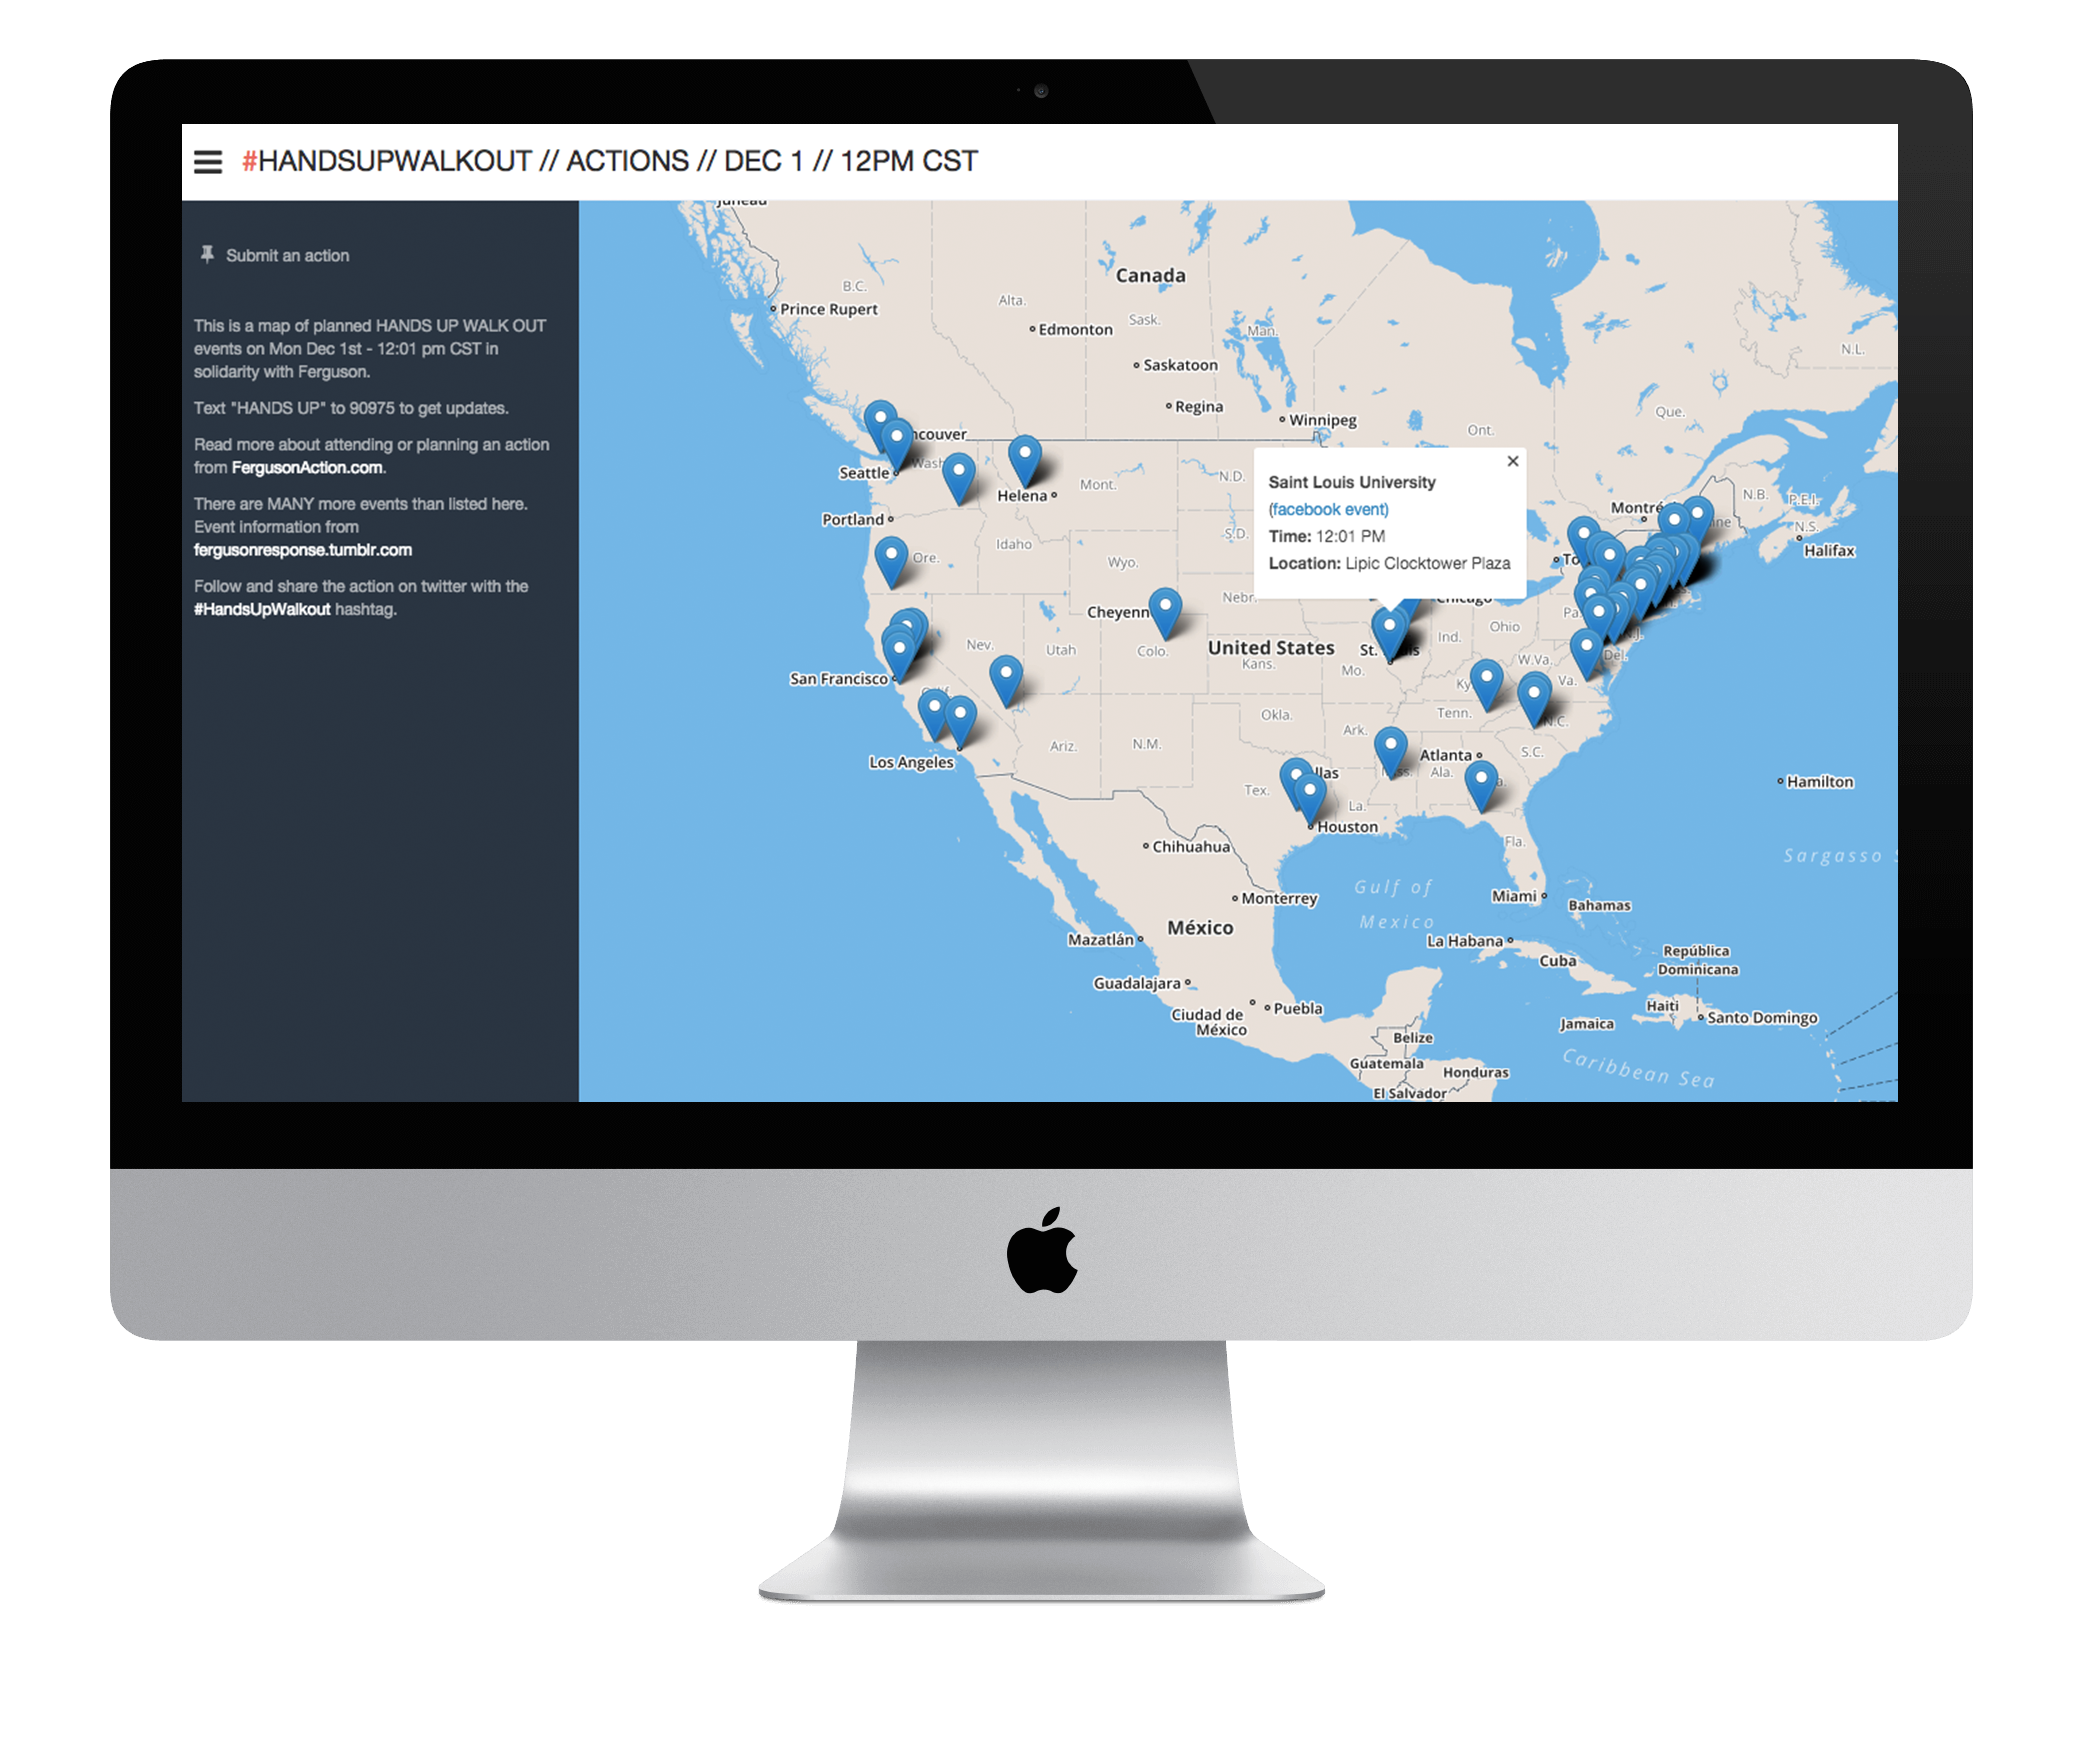 #HANDSUPWALKOUT // ACTIONS // DEC 1 // 12PM CST
Submit an action
This is a map of planned HANDS UP WALK OUT
events on Mon Dec 1st - 12:01 pm CST in
solidarity with Ferguson.
Text "HANDS UP" to 90975 to get updates.
Read more about attending or planning an action
from FergusonAction.com.
There are MANY more events than listed here.
Event information from
fergusonresponse.tumblr.com
Follow and share the action on twitter with the
#HandsUpWalkout hashtag.
Juneau
Canada
B.C.
Prince Rupert
Alta.
Edmonton
Sask.
Man.
Saskatoon
N.L.
Regina
Winnipeg
Que.
Ont.
ncouver
Seattle
Wash
Helena
Mont.
N.D.
Saint Louis University
(facebook event)
Time: 12:01 PM
Location: Lipic Clocktower Plaza
Montré
N.B.
P.E.I.
N.S.
Halifax
Portland
Ore.
Idaho
S.D.
Wyo.
To
Nebr.
Cheyenn
Chicago
Pa.
N.J.
Ohio
Ind.
Nev.
Utah
Colo.
United States
Kans.
St.
is
Mo.
W.Va.
Del.
Va.
San Francisco
Calif.
Ky
Okla.
Tenn.
N.C.
Ark.
Ariz.
N.M.
Atlanta
S.C.
Los Angeles
llas
Miss.
Ala.
a.
Tex.
La.
Houston
Hamilton
Chihuahua
Fla.
Sargasso S
Gulf of
Mexico
Monterrey
Miami
Bahamas
México
Mazatlán
La Habana
Cuba
República
Dominicana
Guadalajara
Ciudad de
México
Puebla
Haiti
Santo Domingo
Jamaica
Belize
Guatemala
Honduras
Caribbean Sea
El Salvador